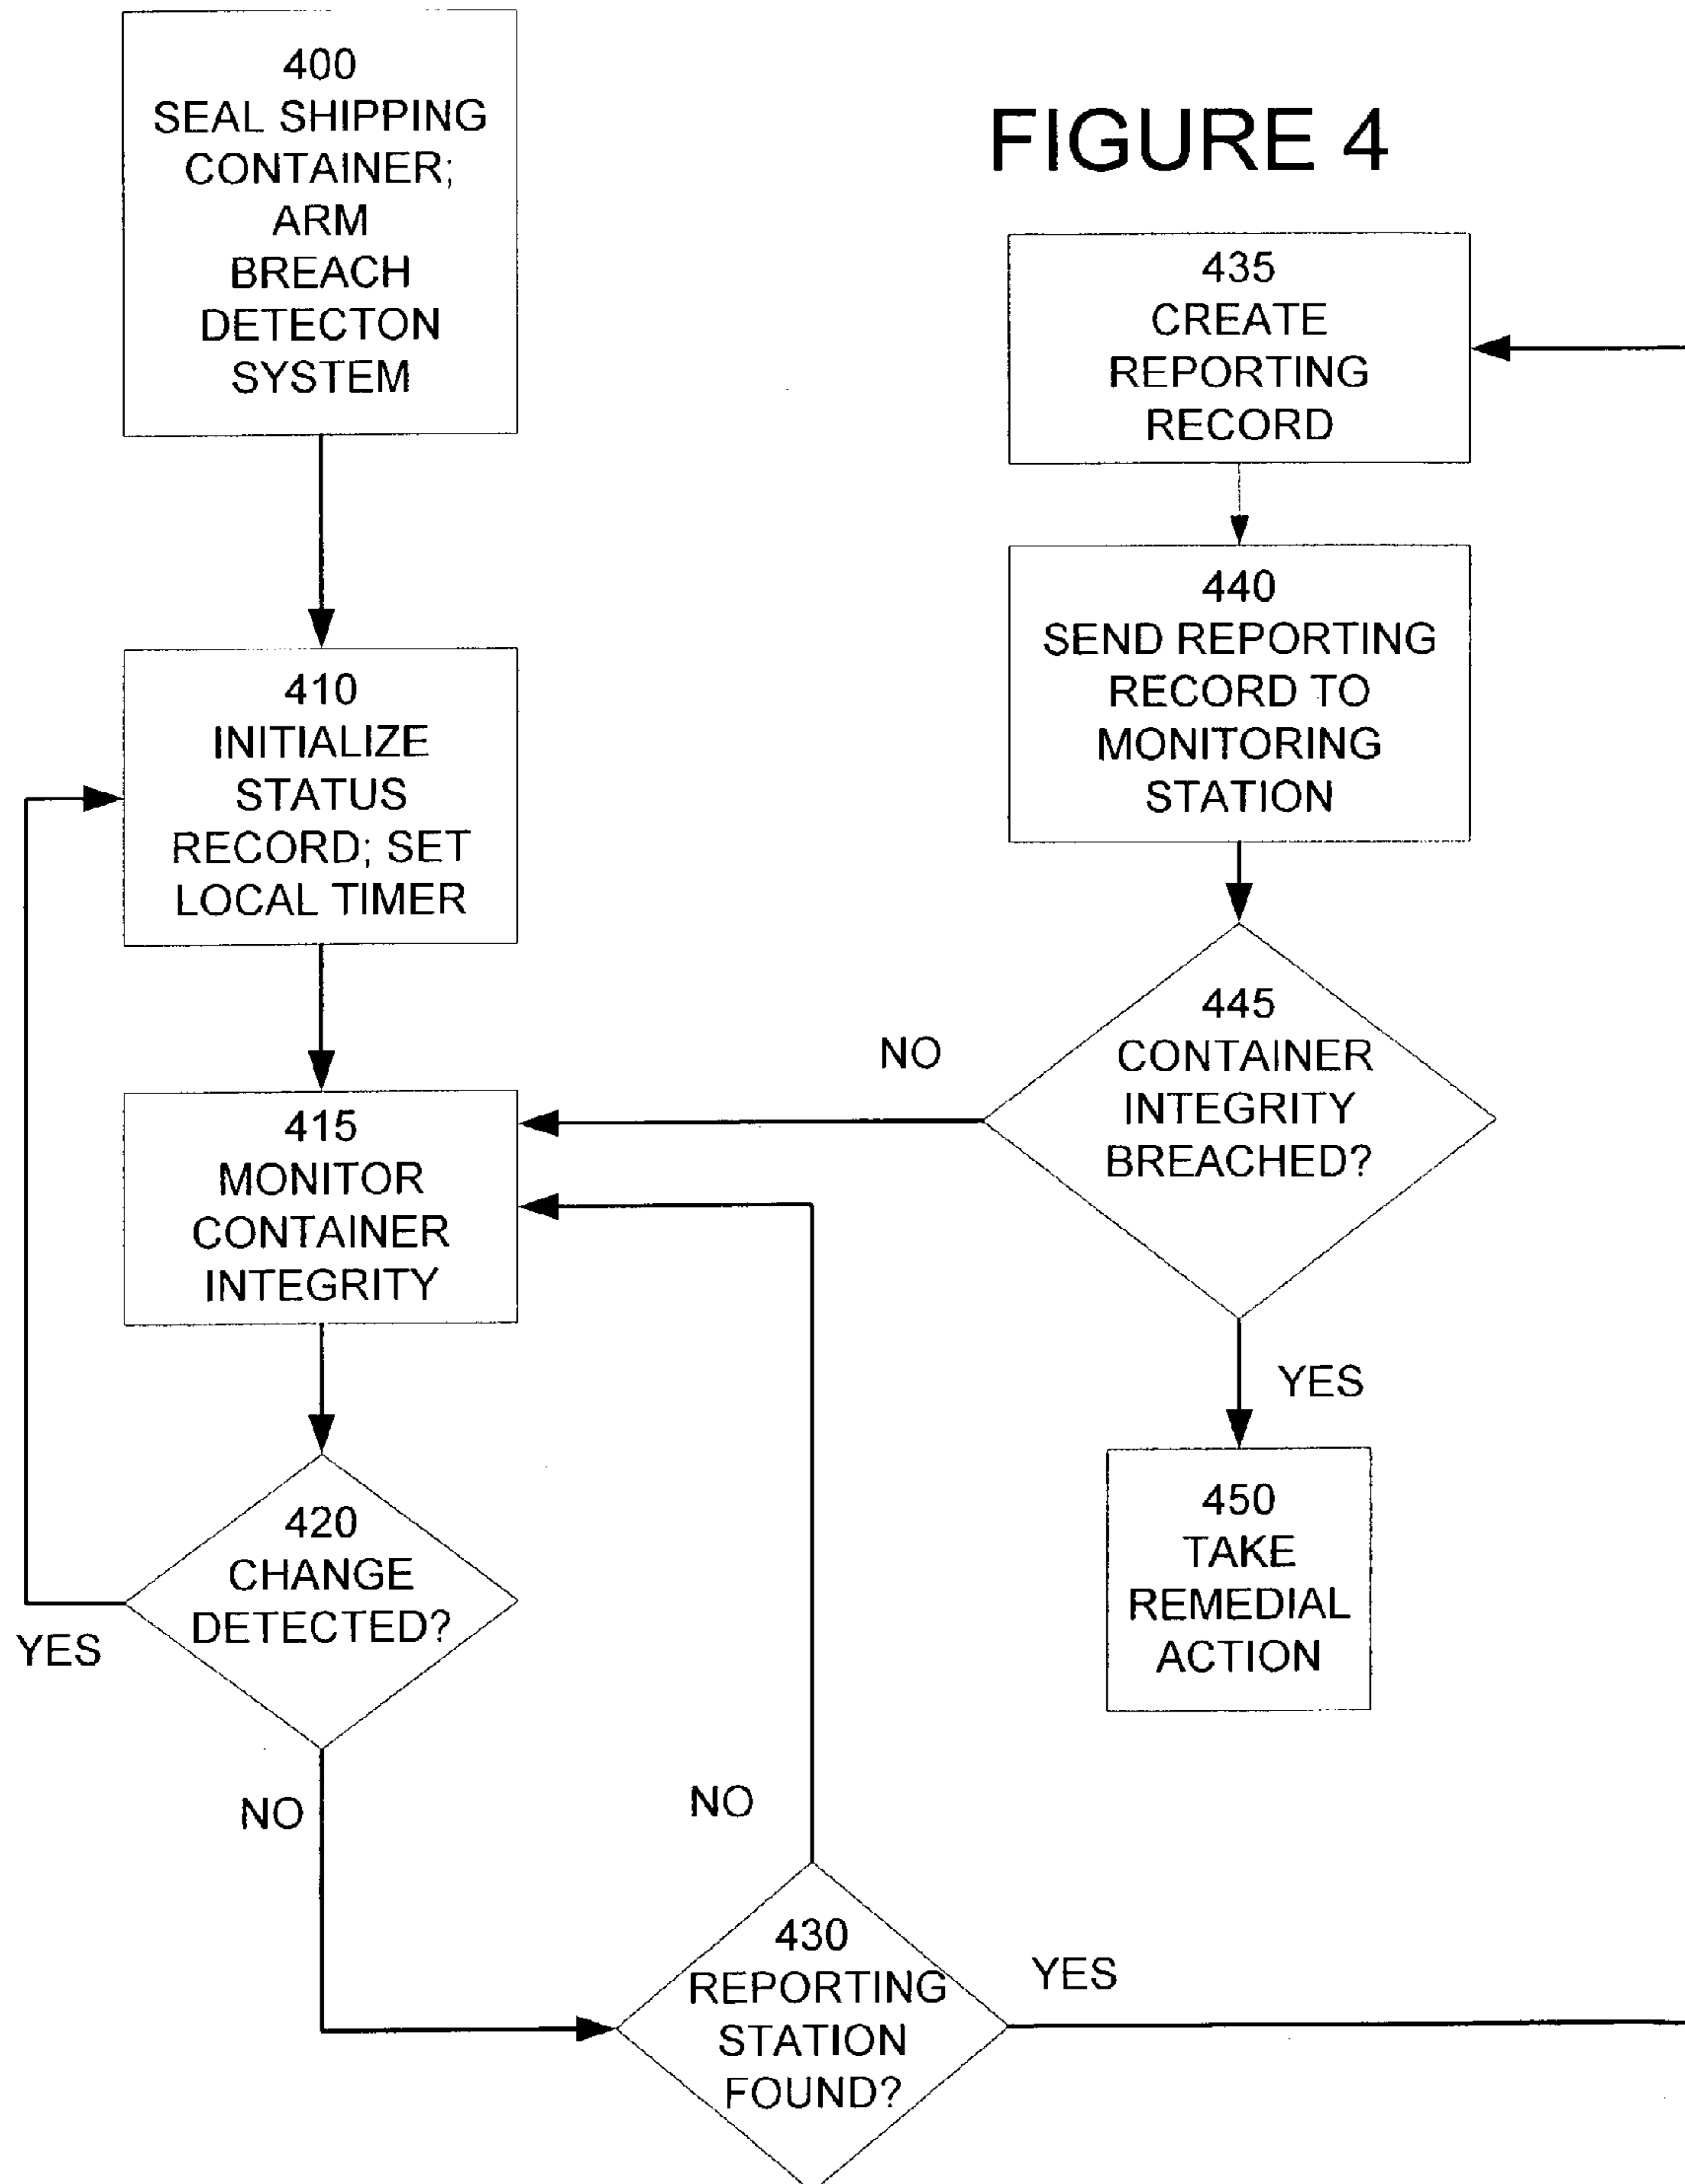 400
SEAL SHIPPING
CONTAINER;
ARM
BREACH
DETECTON
SYSTEM
FIGURE 4
435
CREATE
REPORTING
RECORD
410
INITIALIZE
STATUS
RECORD; SET
LOCAL TIMER
440
SEND REPORTING
RECORD TO
MONITORING
STATION
415
MONITOR
CONTAINER
INTEGRITY
NO
445
CONTAINER
INTEGRITY
BREACHED?
YES
420
CHANGE
DETECTED?
YES
NO
450
TAKE
REMEDIAL
ACTION
NO
430
REPORTING
STATION
FOUND?
YES